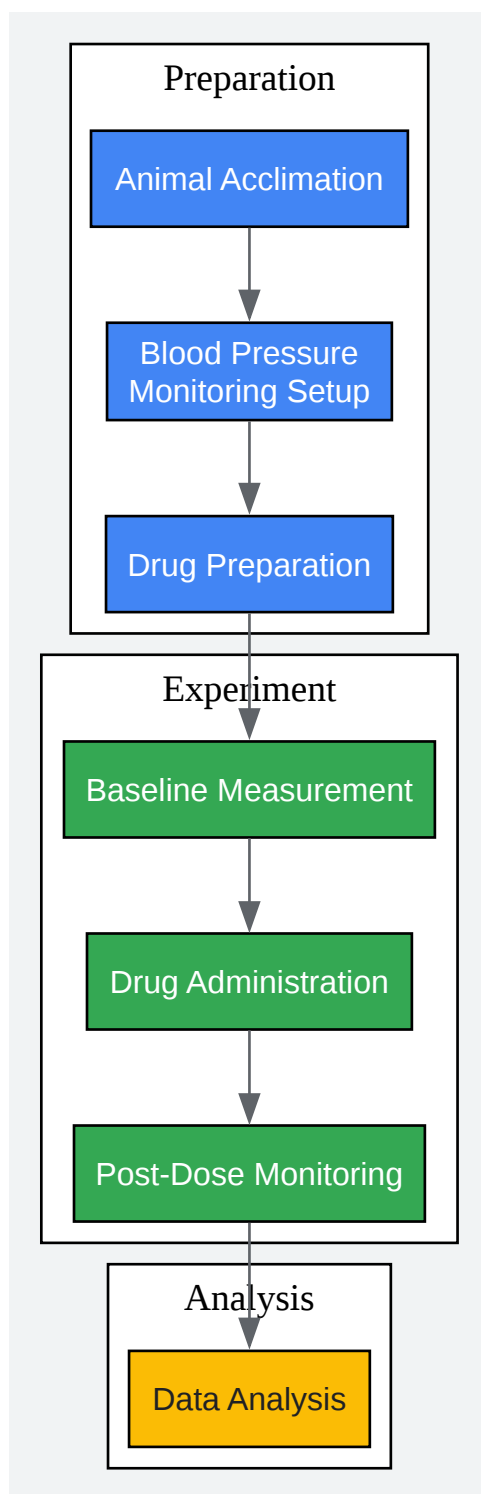 Preparation
Animal Acclimation
Blood Pressure
Monitoring Setup
Drug Preparation
Experiment
Baseline Measurement
Drug Administration
Post-Dose Monitoring
Analysis
Data Analysis